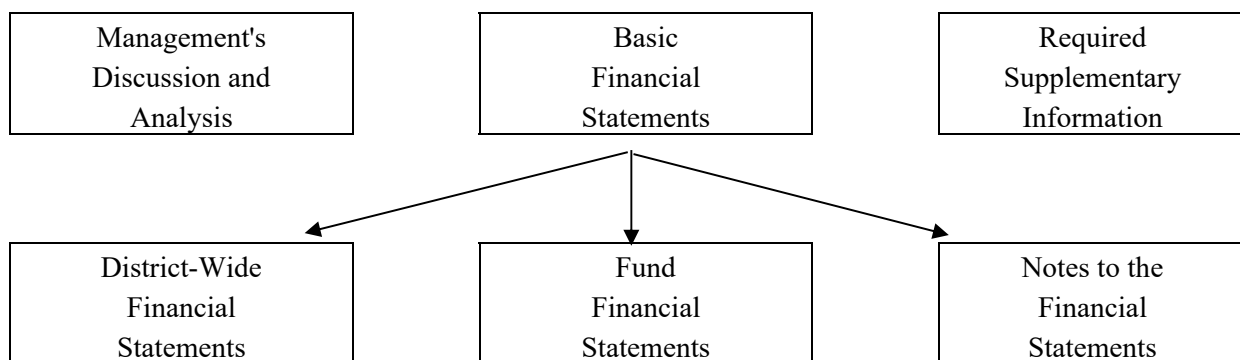 Management's
Discussion and
Analysis
Basic
Financial
Statements
Required
Supplementary
Information
District-Wide
Financial
Statements
Fund
Financial
Statements
Notes to the
Financial
Statements